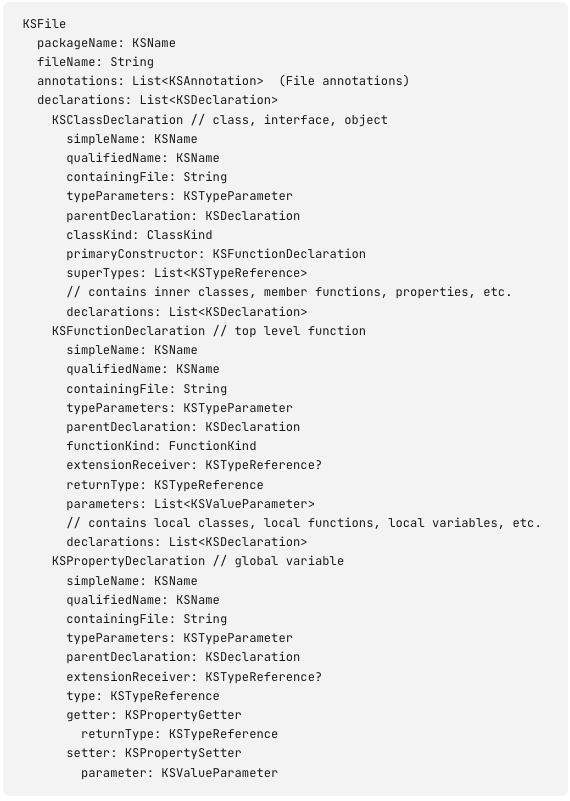 KSFile
packageName: KSName
fileName: String
annotations: List<KSAnnotation>  (File annotations)
declarations: List<KSDeclaration>
KSClassDeclaration // class, interface, object
simpleName: KSName
qualifiedName: KSName
containingFile: String
typeParameters: KSTypeParameter
parentDeclaration: KSDeclaration
classKind: ClassKind
primaryConstructor: KSFunctionDeclaration
superTypes: List<KSTypeReference>
// contains inner classes, member functions, properties, etc.
declarations: List<KSDeclaration>
KSFunctionDeclaration // top level function
simpleName: KSName
qualifiedName: KSName
containingFile: String
typeParameters: KSTypeParameter
parentDeclaration: KSDeclaration
functionKind: FunctionKind
extensionReceiver: KSTypeReference?
returnType: KSTypeReference
parameters: List<KSValueParameter>
// contains local classes, local functions, local variables, etc.
declarations: List<KSDeclaration>
KSPropertyDeclaration // global variable
simpleName: KSName
qualifiedName: KSName
containingFile: String
typeParameters: KSTypeParameter
parentDeclaration: KSDeclaration
extensionReceiver: KSTypeReference?
type: KSTypeReference
getter: KSPropertyGetter
returnType: KSTypeReference
setter: KSPropertySetter
parameter: KSValueParameter